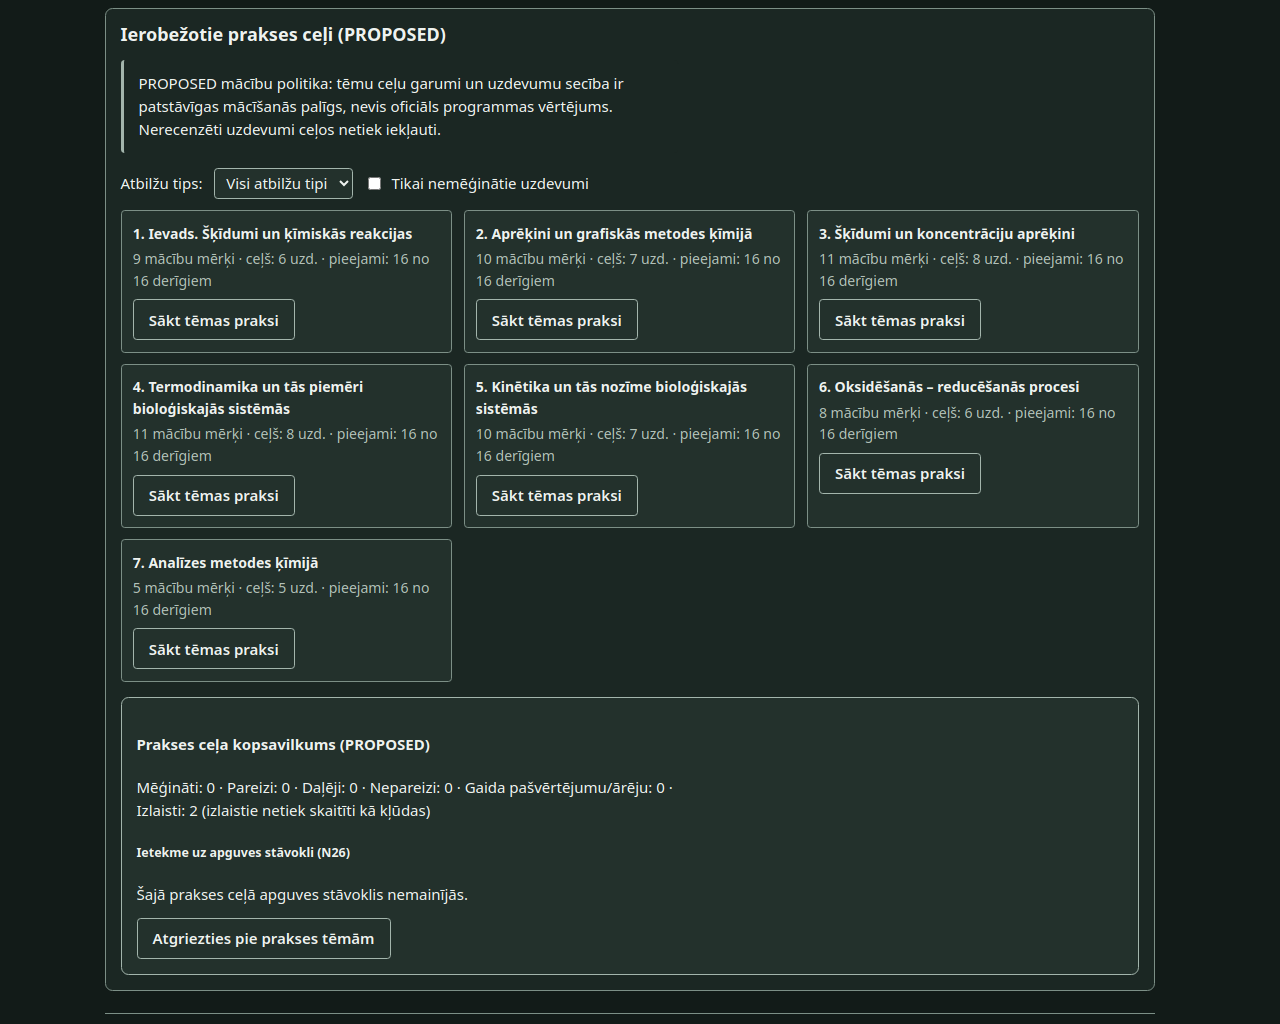 Ierobežotie prakses ceļi (PROPOSED)
PROPOSED mācību politika: tēmu ceļu garumi un uzdevumu secība ir
patstāvīgas mācīšanās palīgs, nevis oficiāls programmas vērtējums.
Nerecenzēti uzdevumi ceļos netiek iekļauti.
Atbilžu tips: Visi atbilžu tipi Tikai nemēģinātie uzdevumi
1. Ievads. Šķīdumi un ķīmiskās reakcijas
9 mācību mērķi · ceļš: 6 uzd. · pieejami: 16 no
16 derīgiem
Sākt tēmas praksi
2. Aprēķini un grafiskās metodes ķīmijā
10 mācību mērķi · ceļš: 7 uzd. · pieejami: 16 no
16 derīgiem
Sākt tēmas praksi
3. Šķīdumi un koncentrāciju aprēķini
11 mācību mērķi · ceļš: 8 uzd. · pieejami: 16 no
16 derīgiem
Sākt tēmas praksi
4. Termodinamika un tās piemēri
bioloģiskajās sistēmās
11 mācību mērķi · ceļš: 8 uzd. · pieejami: 16 no
16 derīgiem
Sākt tēmas praksi
5. Kinētika un tās nozīme bioloģiskajās
sistēmās
10 mācību mērķi · ceļš: 7 uzd. · pieejami: 16 no
16 derīgiem
Sākt tēmas praksi
6. Oksidēšanās – reducēšanās procesi
8 mācību mērķi · ceļš: 6 uzd. · pieejami: 16 no
16 derīgiem
Sākt tēmas praksi
7. Analīzes metodes ķīmijā
5 mācību mērķi · ceļš: 5 uzd. · pieejami: 16 no
16 derīgiem
Sākt tēmas praksi
Prakses ceļa kopsavilkums (PROPOSED)
Mēģināti: 0 · Pareizi: 0 · Daļēji: 0 · Nepareizi: 0 · Gaida pašvērtējumu/ārēju: 0 ·
Izlaisti: 2 (izlaistie netiek skaitīti kā kļūdas)
Ietekme uz apguves stāvokli (N26)
Šajā prakses ceļā apguves stāvoklis nemainījās.
Atgriezties pie prakses tēmām